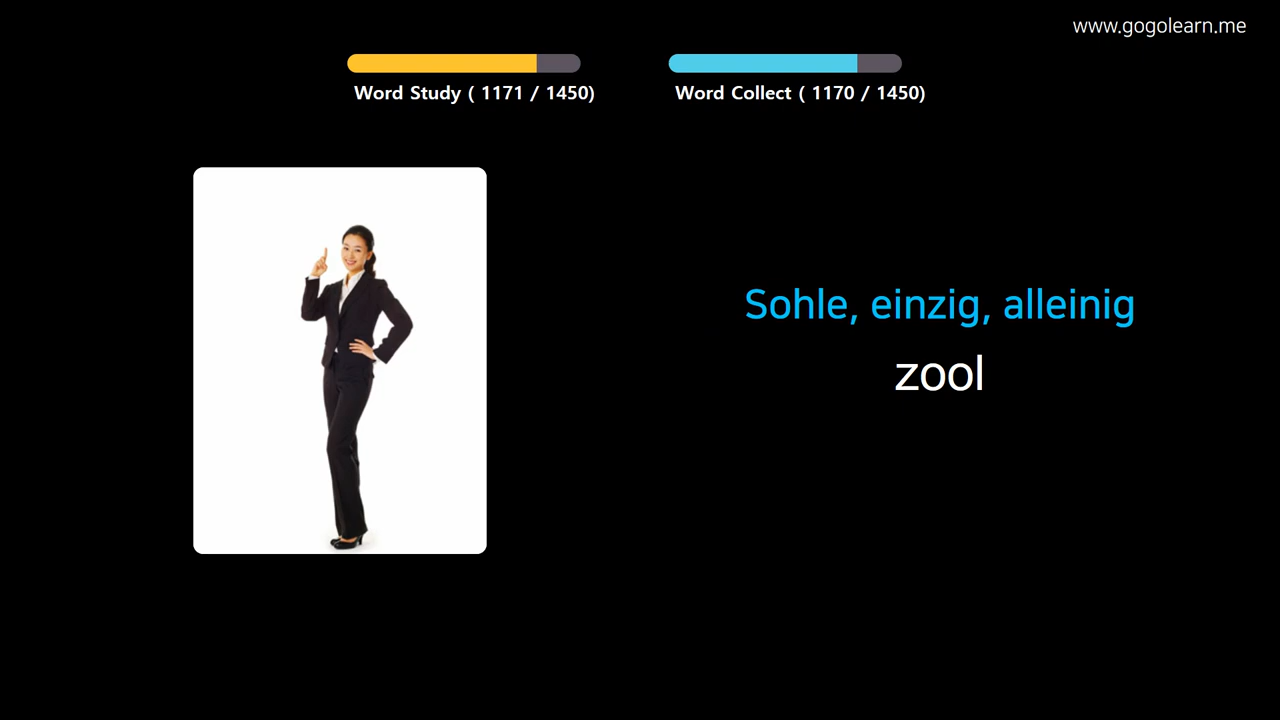 www.gogolearn.me
Word Study ( 1171 / 1450)
Word Collect ( 1170 / 1450)
Sohle, einzig, alleinig
zool